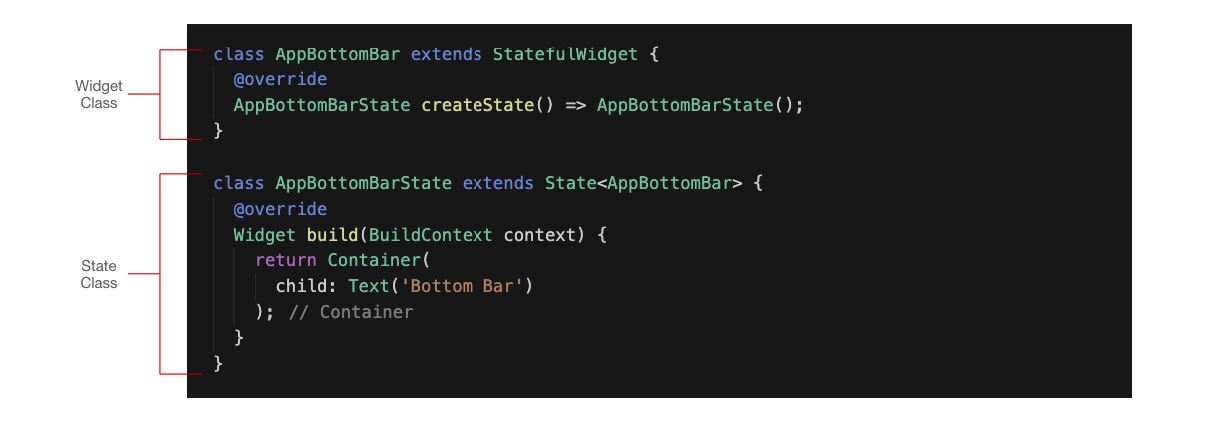 Widget
Class
class AppBottomBar extends StatefulWidget {
@override
AppBottomBarState createState() => AppBottomBarState();
}
State
Class
class AppBottomBarState extends State<AppBottomBar> {
@override
Widget build(BuildContext context) {
return Container(
child: Text('Bottom Bar')
); // Container
}
}